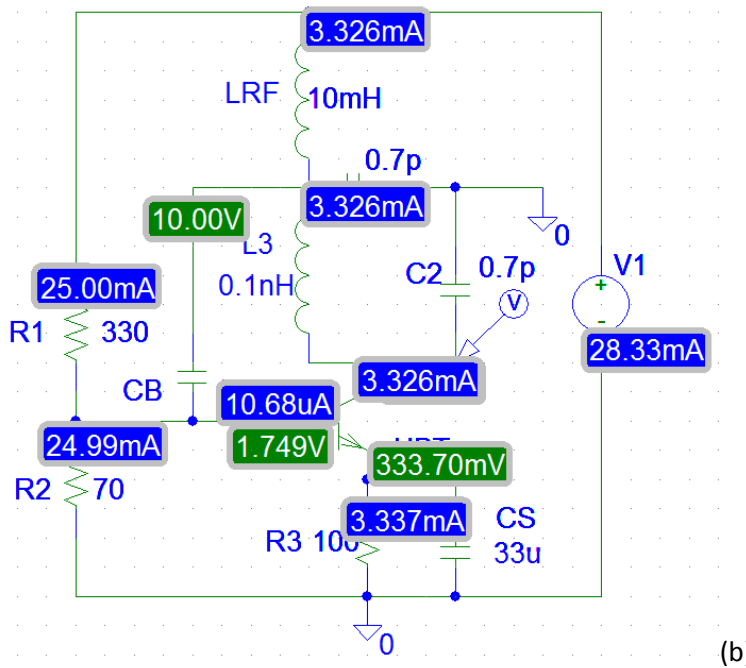 3.326mA
LRF
10mH
0.7p
3.326mA
10.00V
0
L3
V1
C2
0.7p
0.1nH
25.00mA
V
+
R1
330
-
28.33mA
CB
3.326mA
10.68uA
24.99mA
1.749V
333.70mV
R2
70
3.337mA
CS
R3 100
33u
0
(b